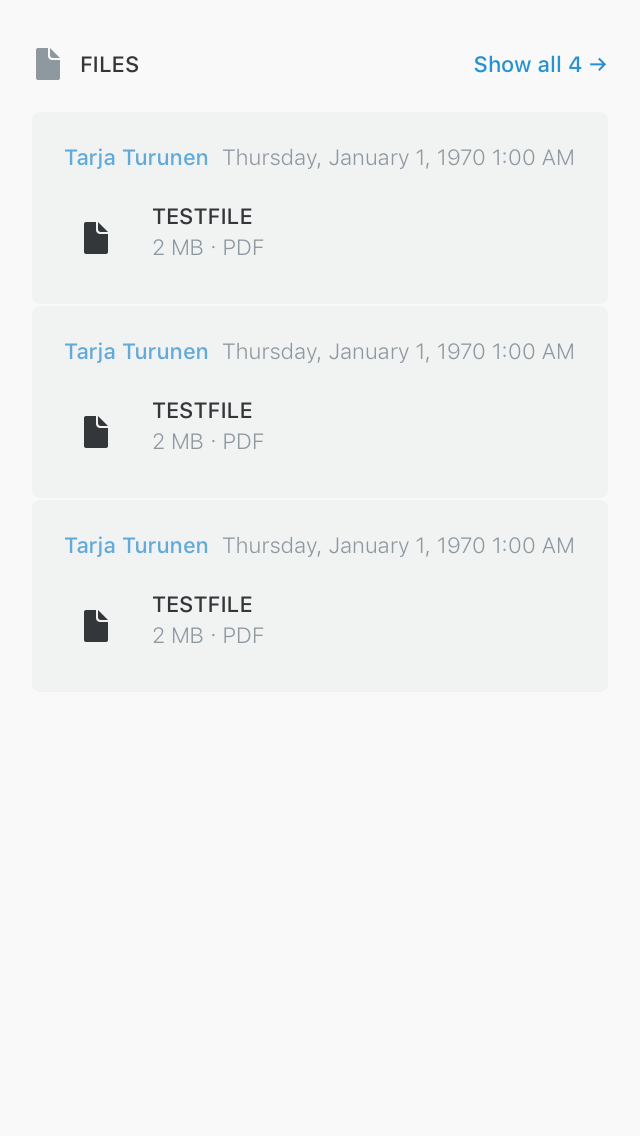 FILES
Show all 4 →
Tarja Turunen Thursday, January 1, 1970 1:00 AM
TESTFILE
2 MB · PDF
Tarja Turunen Thursday, January 1, 1970 1:00 AM
TESTFILE
2 MB · PDF
Tarja Turunen Thursday, January 1, 1970 1:00 AM
TESTFILE
2 MB · PDF